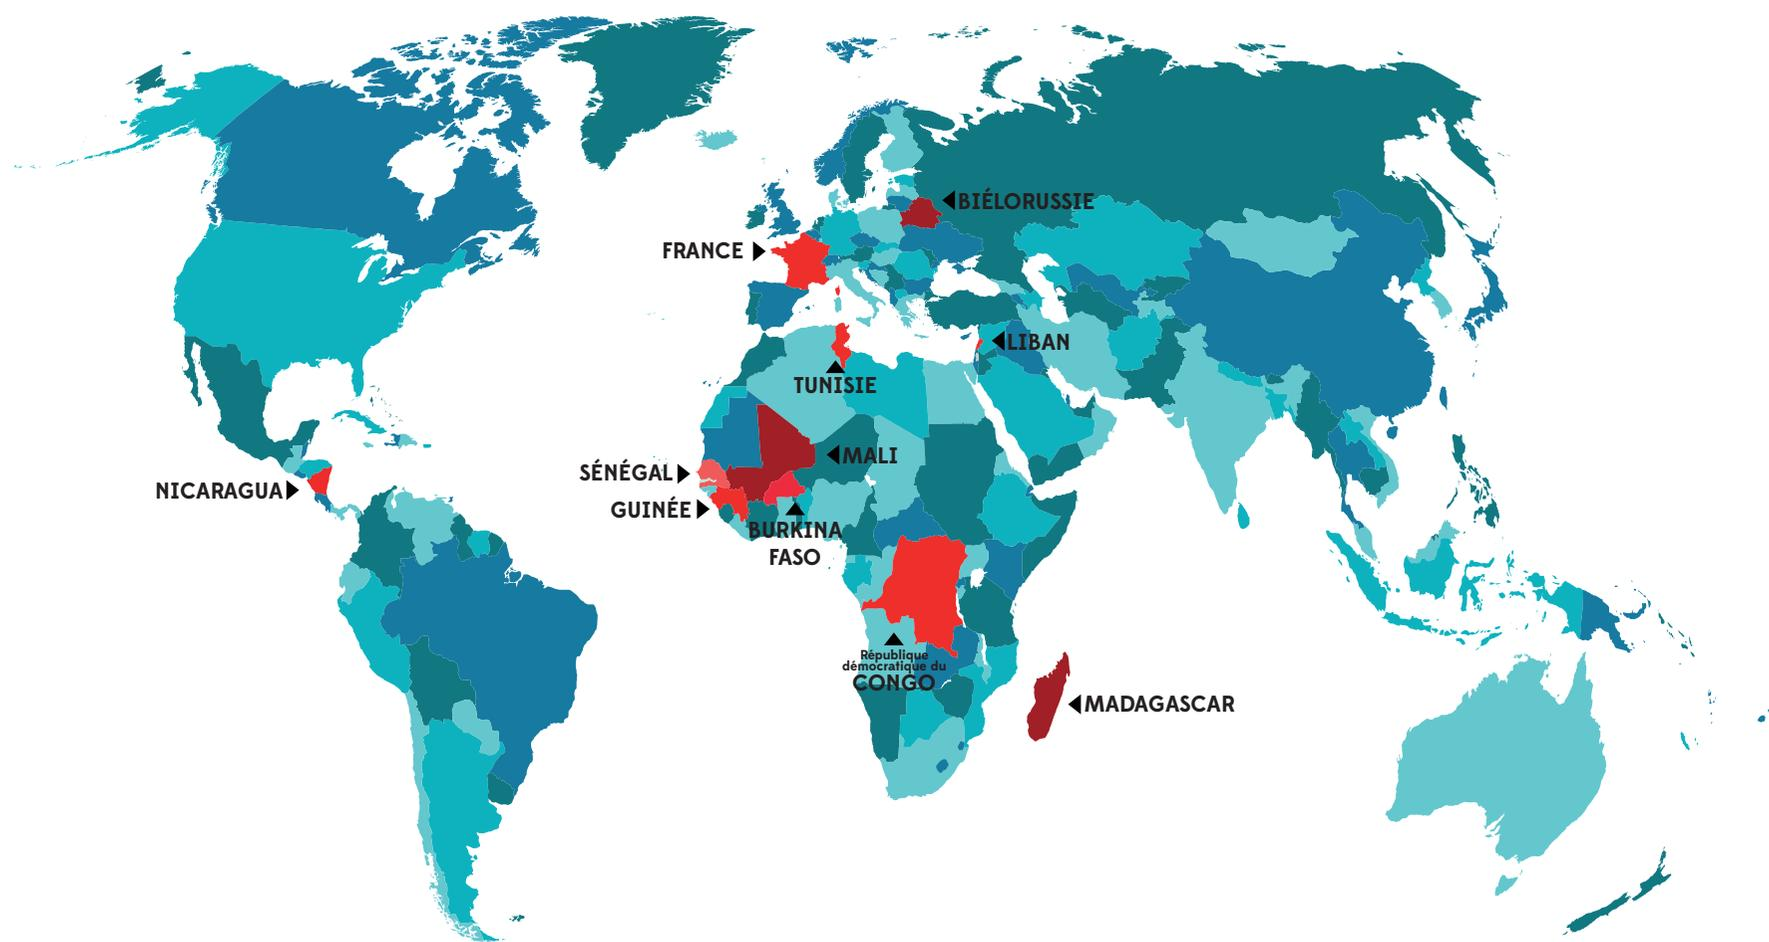 BIÉLORUSSIE
FRANCE
LIBAN
TUNISIE
MALI
SÉNÉGAL
NICARAGUA
GUINÉE
BURKINA
FASO
République
démocratique du
CONGO
MADAGASCAR